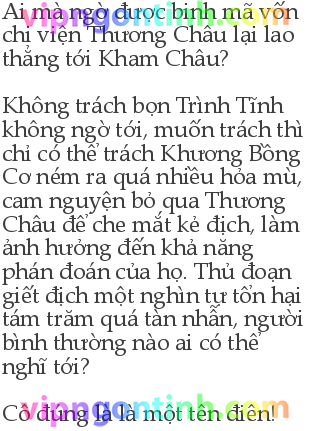 Ai mà ngờ được binh mã vốn
chi viện Thương Châu lại lao
thẳng tới Kham Châu?
Không trách bọn Trình Tĩnh
không ngờ tới, muốn trách thì
chỉ có thể trách Khương Bồng
Cơ ném ra quá nhiều hỏa mù,
cam nguyện bỏ qua Thương
Châu để che mắt kẻ địch, làm
ảnh hưởng đến khả năng
phán đoán của họ. Thủ đoạn
giết địch một nghìn tự tổn hại
tám trăm quá tàn nhẫn, người
bình thường nào ai có thể
nghĩ tới?
Cô đúng là là một tên điên!
vipngontinh.com
vipngontinh.com